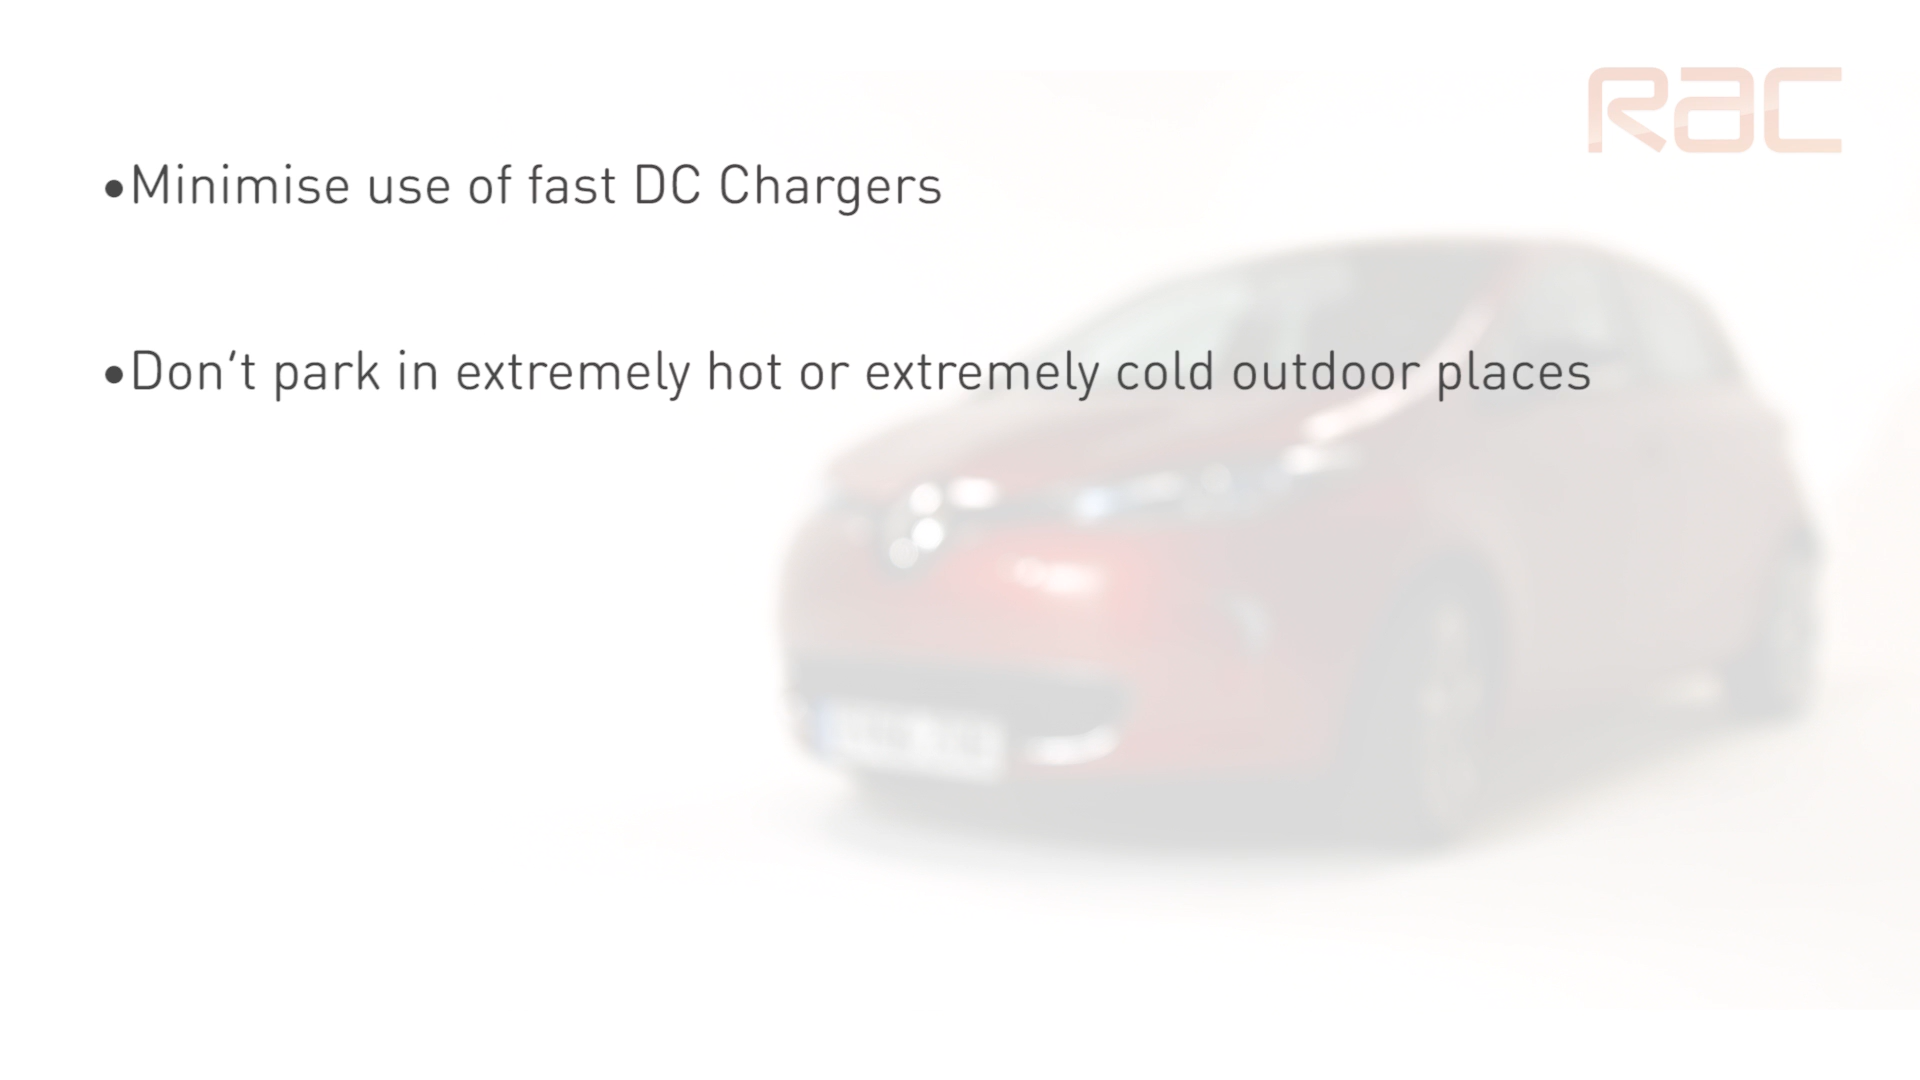 RAC
•Minimise use of fast DC Chargers
•Don't park in extremely hot or extremely cold outdoor places